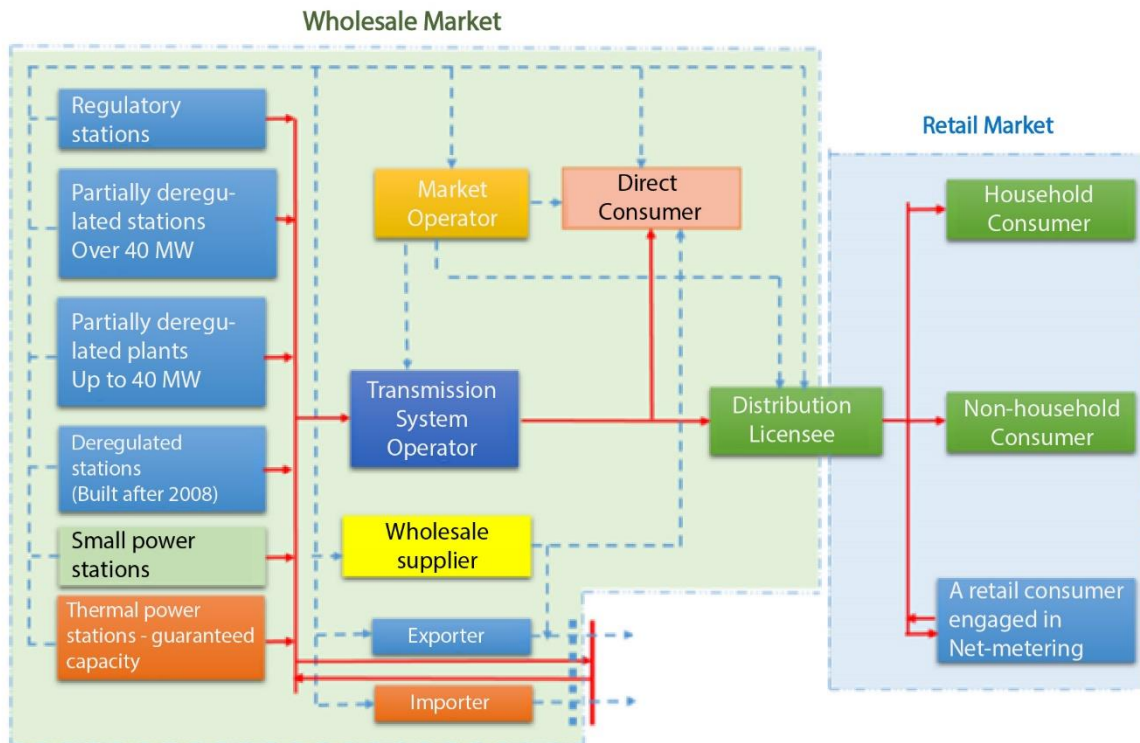 Wholesale Market
Regulatory
stations
Partially deregu-
lated stations
Over 40 MW
Partially deregu-
lated plants
Up to 40 MW
Deregulated
stations
(Built after 2008)
Small power
stations
Thermal power
stations - guaranteed
capacity
Market
Operator
Direct
Consumer
Transmission
System
Operator
Distribution
Licensee
Wholesale
supplier
Exporter
Importer
Retail Market
Household
Consumer
Non-household
Consumer
A retail consumer
engaged in
Net-metering